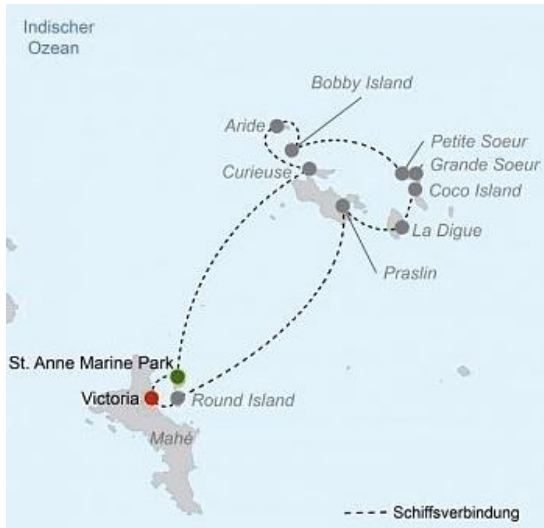 Indischer
Ozean
Bobby Island
Aride
Petite Soeur
Curieuse
Grande Soeur
Coco Island
La Digue
Praslin
St. Anne Marine Park
Victoria
Round Island
Mahé
Schiffsverbindung